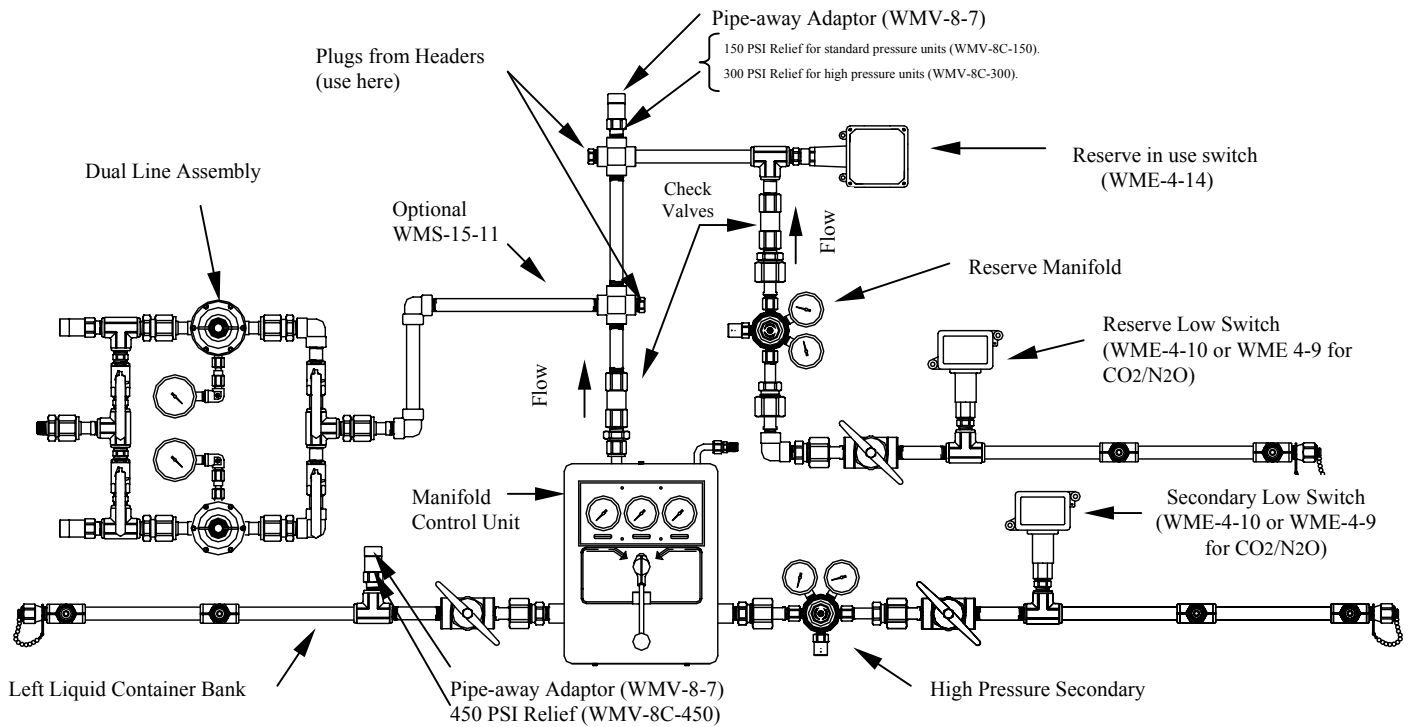 Pipe-away Adaptor (WMV-8-7)
150 PSI Relief for standard pressure units (WMV-8C-150).
300 PSI Relief for high pressure units (WMV-8C-300).
Plugs from Headers
(use here)
Dual Line Assembly
Reserve in use switch
(WME-4-14)
Check
Valves
Optional
WMS-15-11
Flow
Reserve Manifold
Reserve Low Switch
(WME-4-10 or WME 4-9 for
CO2/N2O)
Flow
Manifold
Control Unit
Secondary Low Switch
(WME-4-10 or WME-4-9
for CO2/N2O)
Left Liquid Container Bank
Pipe-away Adaptor (WMV-8-7)
450 PSI Relief (WMV-8C-450)
High Pressure Secondary